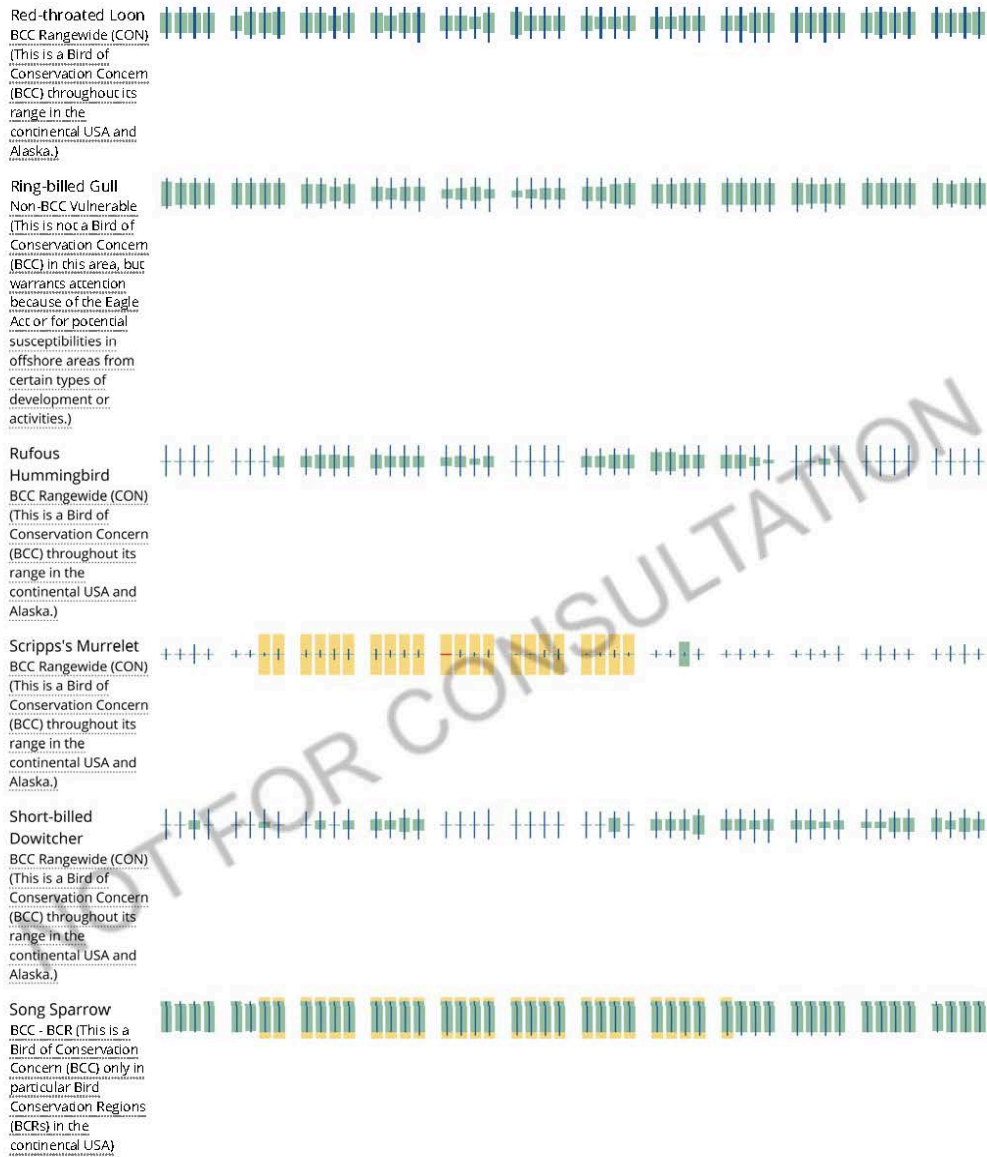 Red-throated Loon
BCC Rangewide (CON)
(This is a Bird of
Conservation Concern
(BCC) throughout its
range in the
continental USA and
Alaska.)
Ring-billed Gull
Non-BCC Vulnerable
(This is not a Bird of
Conservation Concern
(BCC) in this area, but
warrants attention
because of the Eagle
Act or for potential
susceptibilities in
offshore areas from
certain types of
development or
activities.)
Rufous
Hummingbird
BCC Rangewide (CON)
(This is a Bird of
Conservation Concern
(BCC) throughout its
range in the
continental USA and
Alaska.)
Scripps's Murrelet
BCC Rangewide (CON)
(This is a Bird of
Conservation Concern
(BCC) throughout its
range in the
continental USA and
Alaska.)
Short-billed
Dowitcher
BCC Rangewide (CON)
(This is a Bird of
Conservation Concern
(BCC) throughout its
range in the
continental USA and
Alaska.)
Song Sparrow
BCC - BCR (This is a
Bird of Conservation
Concern (BCC) only in
particular Bird
Conservation Regions
(BCRs) in the
continental USA)
NOT FOR CONSULTATION